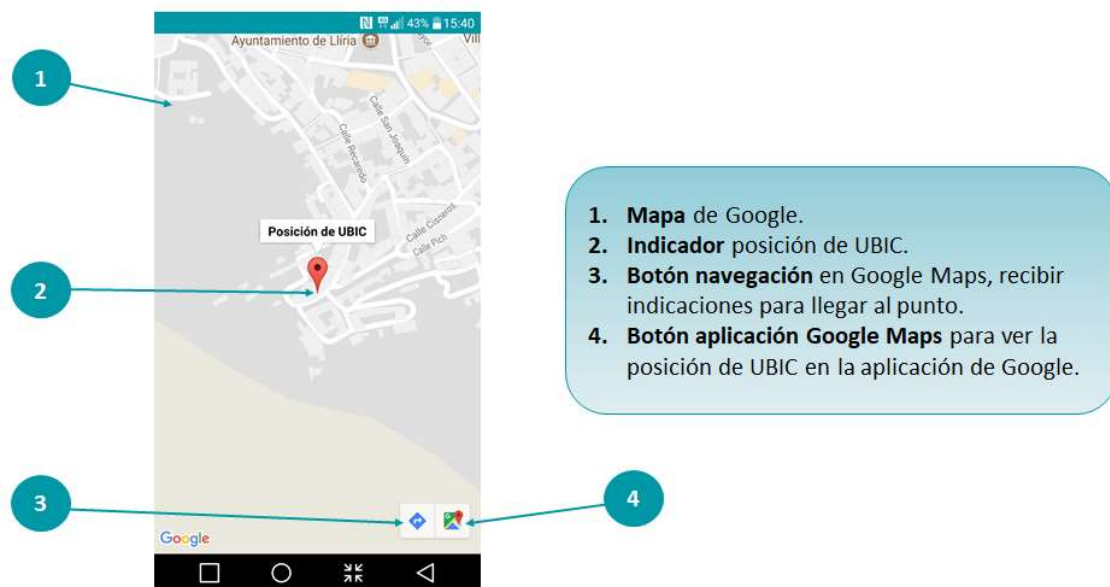 43% 15:40
Ayuntamiento de Llíria
Vil
Calle San Joaquín
Calle Recaredo
Posición de UBIC
Calle Cisneros
Calle Pich
Google
1
2
3
4
1. Mapa de Google.
2. Indicador posición de UBIC.
3. Botón navegación en Google Maps, recibir
indicaciones para llegar al punto.
4. Botón aplicación Google Maps para ver la
posición de UBIC en la aplicación de Google.